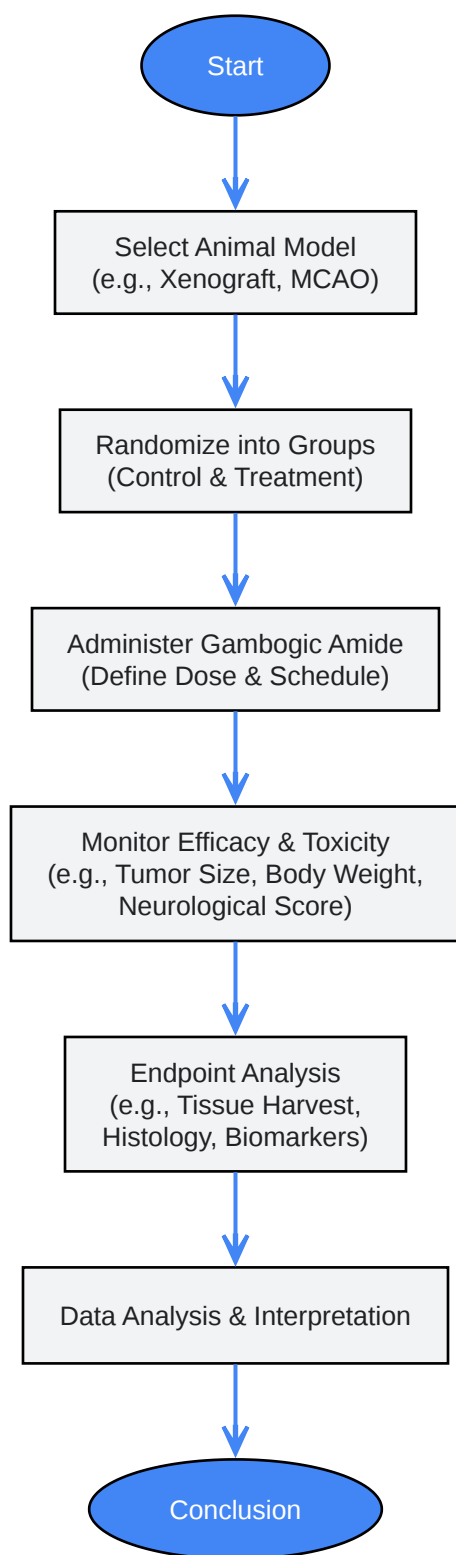 Start
Select Animal Model
(e.g., Xenograft, MCAO)
Randomize into Groups
(Control & Treatment)
Administer Gambogic Amide
(Define Dose & Schedule)
Monitor Efficacy & Toxicity
(e.g., Tumor Size, Body Weight,
Neurological Score)
Endpoint Analysis
(e.g., Tissue Harvest,
Histology, Biomarkers)
Data Analysis & Interpretation
Conclusion